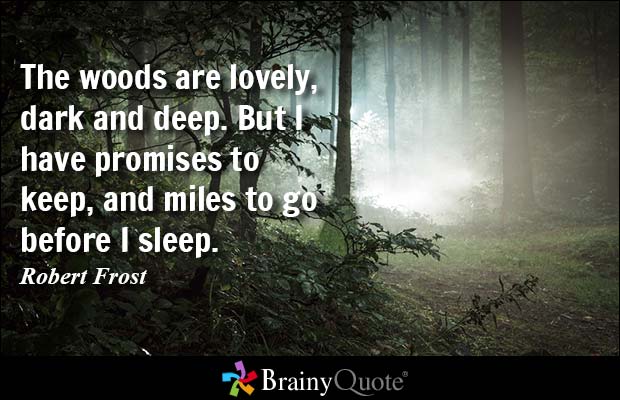 The woods are lovely,
dark and deep. But I
have promises to
keep, and miles to go
before I sleep.
Robert Frost
BrainyQuote®